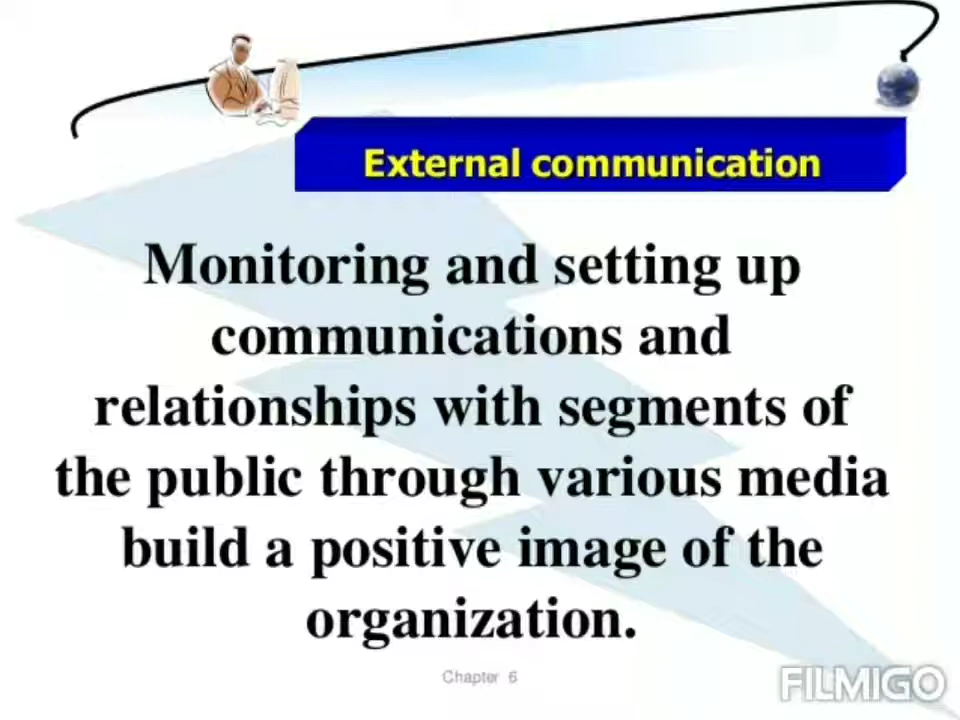 External communication
Monitoring and setting up
communications and
relationships with segments of
the public through various media
build a positive image of the
organization.
Chapter 6
FILMIGO